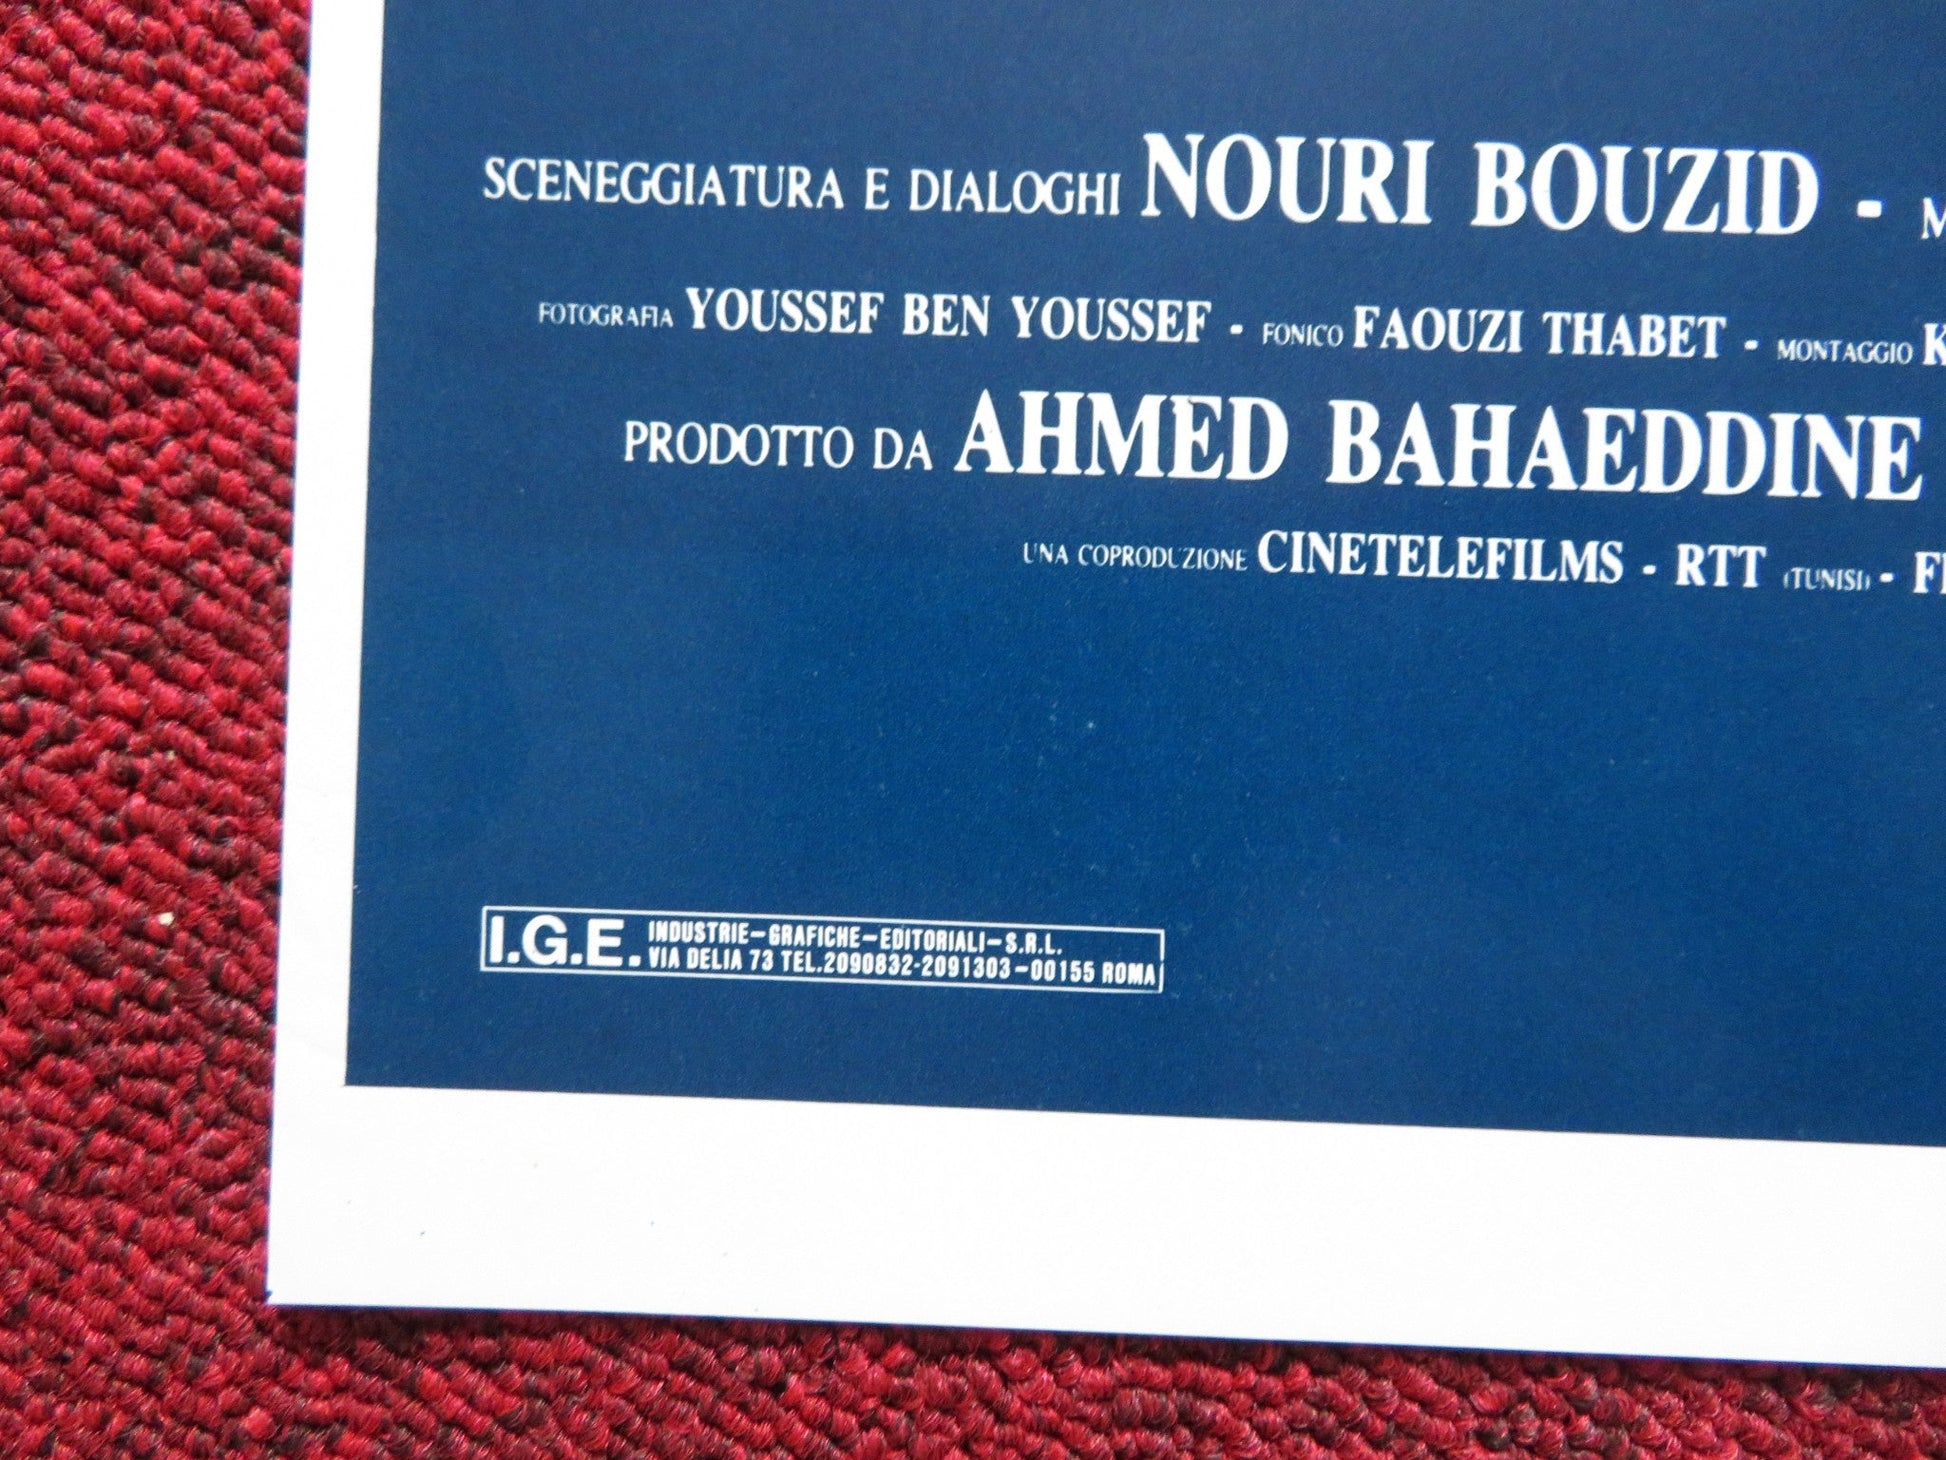 SCENEGGIATURA E DIALOGHI NOURI BOUZID -
FOTOGRAFIA YOUSSEF BEN YOUSSEF - FONICO FAOUZI THABET - MONTAGGIO K
PRODOTTO DA AHMED BAHAEDDINE
UNA COPRODUZIONE CINETELEFILMS - RTT (TUNISI) - F
I.G.E. INDUSTRIE-GRAFICHE-EDITORIALI-S.R.L.
VIA DELIA 73 TEL.2090832-2091303-00155 ROMA